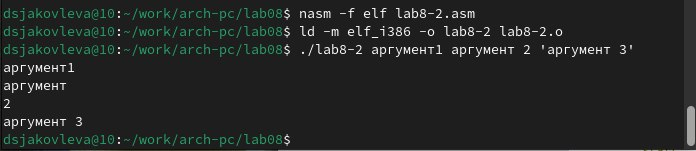 dsjakovleva@10:~/work/arch-pc/lab08$ nasm -f elf lab8-2.asm
dsjakovleva@10:~/work/arch-pc/lab08$ ld -m elf_i386 -o lab8-2 lab8-2.o
dsjakovleva@10:~/work/arch-pc/lab08$ ./lab8-2 аргумент1 аргумент 2 'аргумент 3'
аргумент1
аргумент
2
аргумент 3
dsjakovleva@10:~/work/arch-pc/lab08$